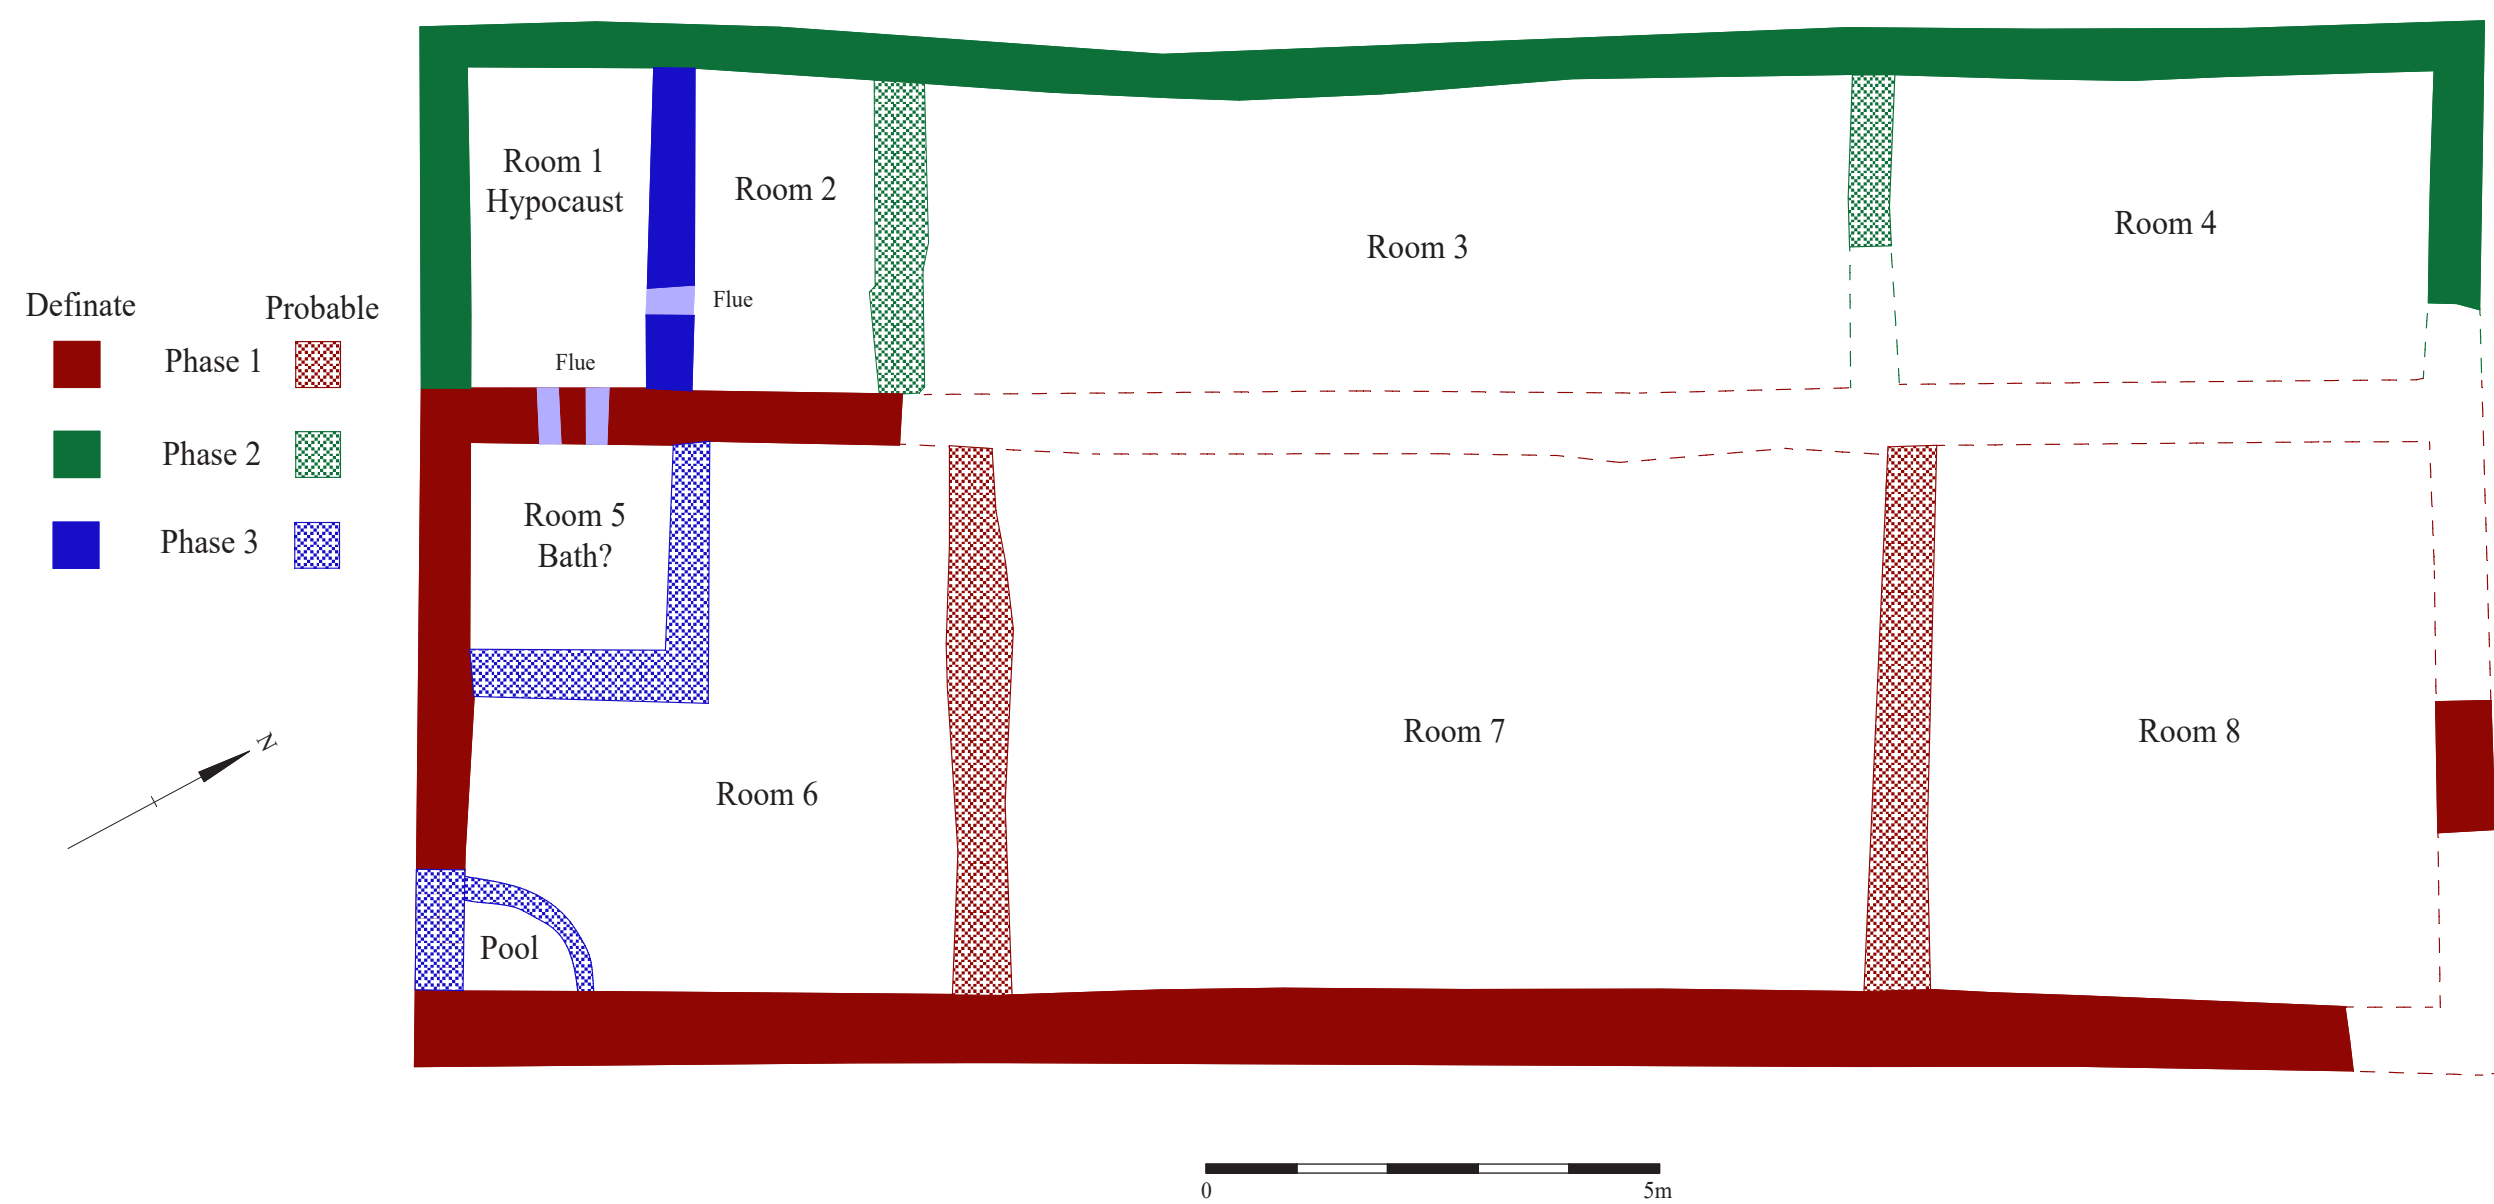 Definate
Probable
Phase 1
Phase 2
Phase 3
N
Room 1
Hypocaust
Room 2
Flue
Flue
Room 3
Room 4
Room 5
Bath?
Room 6
Room 7
Room 8
Pool
0
5m